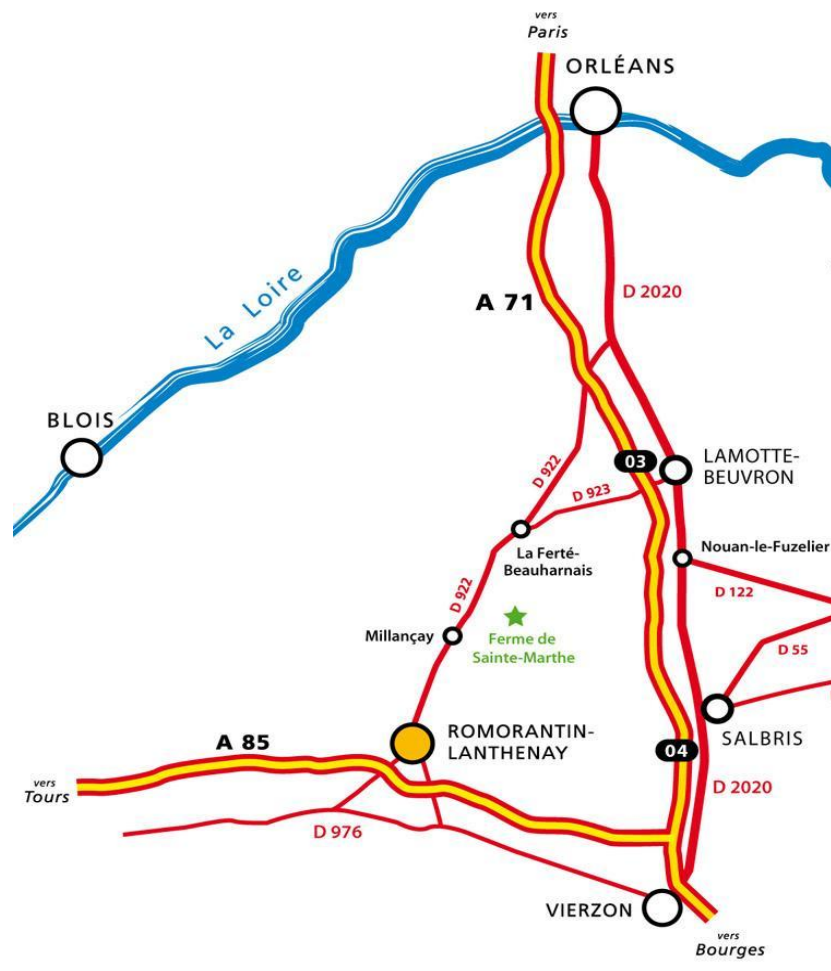 vers
Paris
ORLÉANS
La Loire
D 2020
A 71
BLOIS
03
LAMOTTE-
BEUVRON
D 922
D 923
La Ferté-
Beauharnais
Nouan-le-Fuzelier
D 122
D 922
Millançay
Ferme de
Sainte-Marthe
D 55
ROMORANTIN-
LANTHENAY
SALBRIS
A 85
04
vers
Tours
D 2020
D 976
VIERZON
vers
Bourges